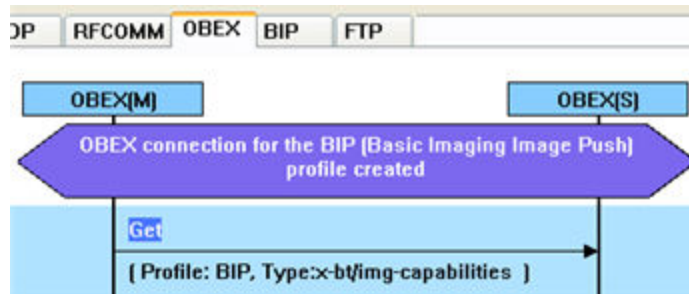 RFCOMM OBEX BIP FTP
OBEX(M) OBEX(S)
OBEX connection for the BIP (Basic Imaging Image Push)
profile created
Get
( Profile: BIP, Type:x-bt/img-capabilities )